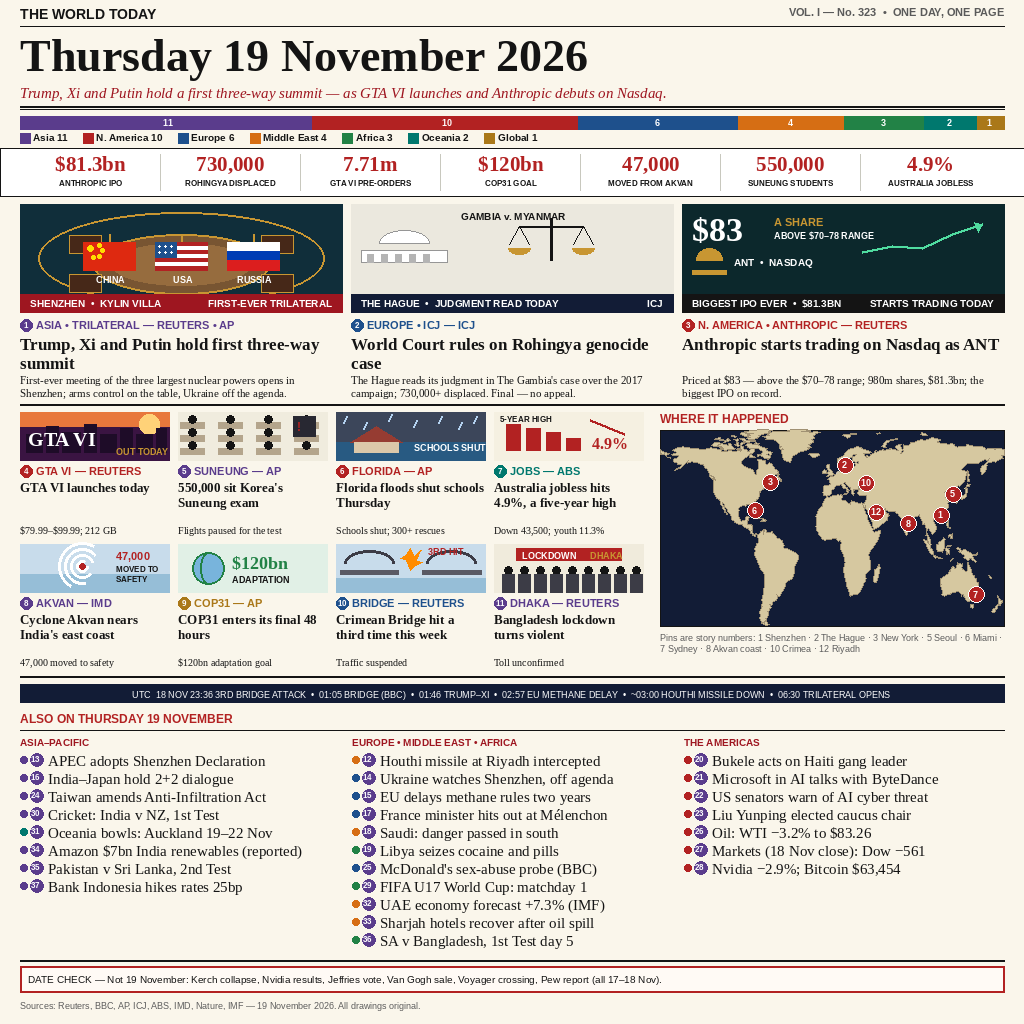 THE WORLD TODAY
VOL. I — No. 323 • ONE DAY, ONE PAGE
Thursday 19 November 2026
Trump, Xi and Putin hold a first three-way summit — as GTA VI launches and Anthropic debuts on Nasdaq.
11 10 6 4 3 2 1
Asia 11 N. America 10 Europe 6 Middle East 4 Africa 3 Oceania 2 Global 1
$81.3bn
ANTHROPIC IPO
730,000
ROHINGYA DISPLACED
7.71m
GTA VI PRE-ORDERS
$120bn
COP31 GOAL
47,000
MOVED FROM AKVAN
550,000
SUNEUNG STUDENTS
4.9%
AUSTRALIA JOBLESS
CHINA USA RUSSIA
SHENZHEN • KYLIN VILLA FIRST-EVER TRILATERAL
1 ASIA • TRILATERAL — REUTERS • AP
Trump, Xi and Putin hold first three-way
summit
First-ever meeting of the three largest nuclear powers opens in
Shenzhen; arms control on the table, Ukraine off the agenda.
GAMBIA v. MYANMAR
THE HAGUE • JUDGMENT READ TODAY ICJ
2 EUROPE • ICJ — ICJ
World Court rules on Rohingya genocide
case
The Hague reads its judgment in The Gambia's case over the 2017
campaign; 730,000+ displaced. Final — no appeal.
$83
A SHARE
ABOVE $70–78 RANGE
ANT • NASDAQ
BIGGEST IPO EVER • $81.3BN STARTS TRADING TODAY
3 N. AMERICA • ANTHROPIC — REUTERS
Anthropic starts trading on Nasdaq as ANT
Priced at $83 — above the $70–78 range; 980m shares, $81.3bn; the
biggest IPO on record.
GTA VI
OUT TODAY
4 GTA VI — REUTERS
GTA VI launches today
$79.99–$99.99; 212 GB
!
5 SUNEUNG — AP
550,000 sit Korea's
Suneung exam
Flights paused for the test
SCHOOLS SHUT
6 FLORIDA — AP
Florida floods shut schools
Thursday
Schools shut; 300+ rescues
5-YEAR HIGH
4.9%
7 JOBS — ABS
Australia jobless hits
4.9%, a five-year high
Down 43,500; youth 11.3%
47,000
MOVED TO
SAFETY
8 AKVAN — IMD
Cyclone Akvan nears
India's east coast
47,000 moved to safety
$120bn
ADAPTATION
9 COP31 — AP
COP31 enters its final 48
hours
$120bn adaptation goal
3RD HIT
10 BRIDGE — REUTERS
Crimean Bridge hit a
third time this week
Traffic suspended
LOCKDOWN DHAKA
11 DHAKA — REUTERS
Bangladesh lockdown
turns violent
Toll unconfirmed
WHERE IT HAPPENED
2
3
10
5
6
12
1
8
7
Pins are story numbers: 1 Shenzhen · 2 The Hague · 3 New York · 5 Seoul · 6 Miami ·
7 Sydney · 8 Akvan coast · 10 Crimea · 12 Riyadh
UTC 18 NOV 23:36 3RD BRIDGE ATTACK • 01:05 BRIDGE (BBC) • 01:46 TRUMP–XI • 02:57 EU METHANE DELAY • ~03:00 HOUTHI MISSILE DOWN • 06:30 TRILATERAL OPENS
ALSO ON THURSDAY 19 NOVEMBER
ASIA–PACIFIC
13 APEC adopts Shenzhen Declaration
16 India–Japan hold 2+2 dialogue
24 Taiwan amends Anti-Infiltration Act
30 Cricket: India v NZ, 1st Test
31 Oceania bowls: Auckland 19–22 Nov
34 Amazon $7bn India renewables (reported)
35 Pakistan v Sri Lanka, 2nd Test
37 Bank Indonesia hikes rates 25bp
EUROPE • MIDDLE EAST • AFRICA
12 Houthi missile at Riyadh intercepted
14 Ukraine watches Shenzhen, off agenda
15 EU delays methane rules two years
17 France minister hits out at Mélenchon
18 Saudi: danger passed in south
19 Libya seizes cocaine and pills
25 McDonald's sex-abuse probe (BBC)
29 FIFA U17 World Cup: matchday 1
32 UAE economy forecast +7.3% (IMF)
33 Sharjah hotels recover after oil spill
36 SA v Bangladesh, 1st Test day 5
THE AMERICAS
20 Bukele acts on Haiti gang leader
21 Microsoft in AI talks with ByteDance
22 US senators warn of AI cyber threat
23 Liu Yunping elected caucus chair
26 Oil: WTI −3.2% to $83.26
27 Markets (18 Nov close): Dow −561
28 Nvidia −2.9%; Bitcoin $63,454
DATE CHECK — Not 19 November: Kerch collapse, Nvidia results, Jeffries vote, Van Gogh sale, Voyager crossing, Pew report (all 17–18 Nov).
Sources: Reuters, BBC, AP, ICJ, ABS, IMD, Nature, IMF — 19 November 2026. All drawings original.